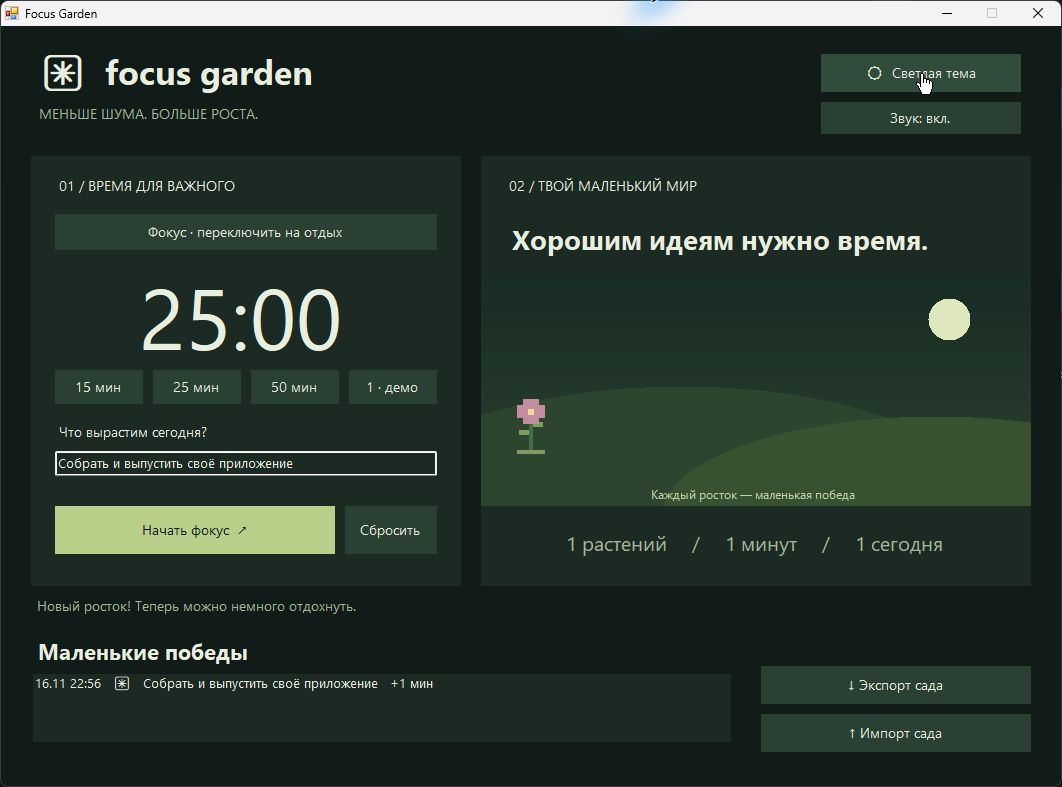 Focus Garden
focus garden
МЕНЬШЕ ШУМА. БОЛЬШЕ РОСТА.
Светлая тема
Звук: вкл.
01 / ВРЕМЯ ДЛЯ ВАЖНОГО
Фокус · переключить на отдых
25:00
15 мин
25 мин
50 мин
1 · демо
Что вырастим сегодня?
Собрать и выпустить своё приложение
Начать фокус ↗
Сбросить
02 / ТВОЙ МАЛЕНЬКИЙ МИР
Хорошим идеям нужно время.
Каждый росток — маленькая победа
1 растений / 1 минут / 1 сегодня
Новый росток! Теперь можно немного отдохнуть.
Маленькие победы
16.11 22:56 Собрать и выпустить своё приложение +1 мин
↓ Экспорт сада
↑ Импорт сада